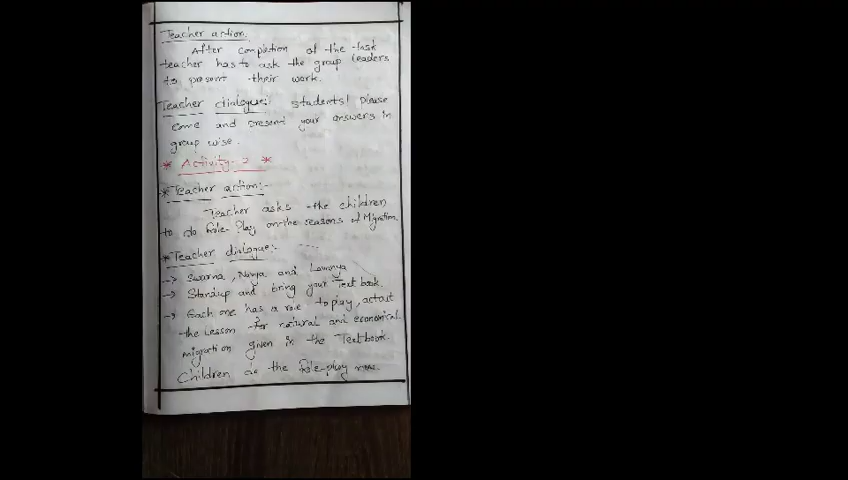 Teacher action:
After completion of the task
teacher has to ask the group leaders
to present their work.
Teacher dialogue: students! please
come and present your answers in
group wise.
* Activity-2 *
* Teacher action:-
Teacher asks the children
to do Role-Play on the reasons of Migration.
* Teacher dialogue:-
-> Swarna, Navya and Lavanya
-> Standup and bring your Text book.
-> Each one has a role to play, actout
the Lesson for natural and economical
migration given in the Textbook.
Children do the Role-play now.